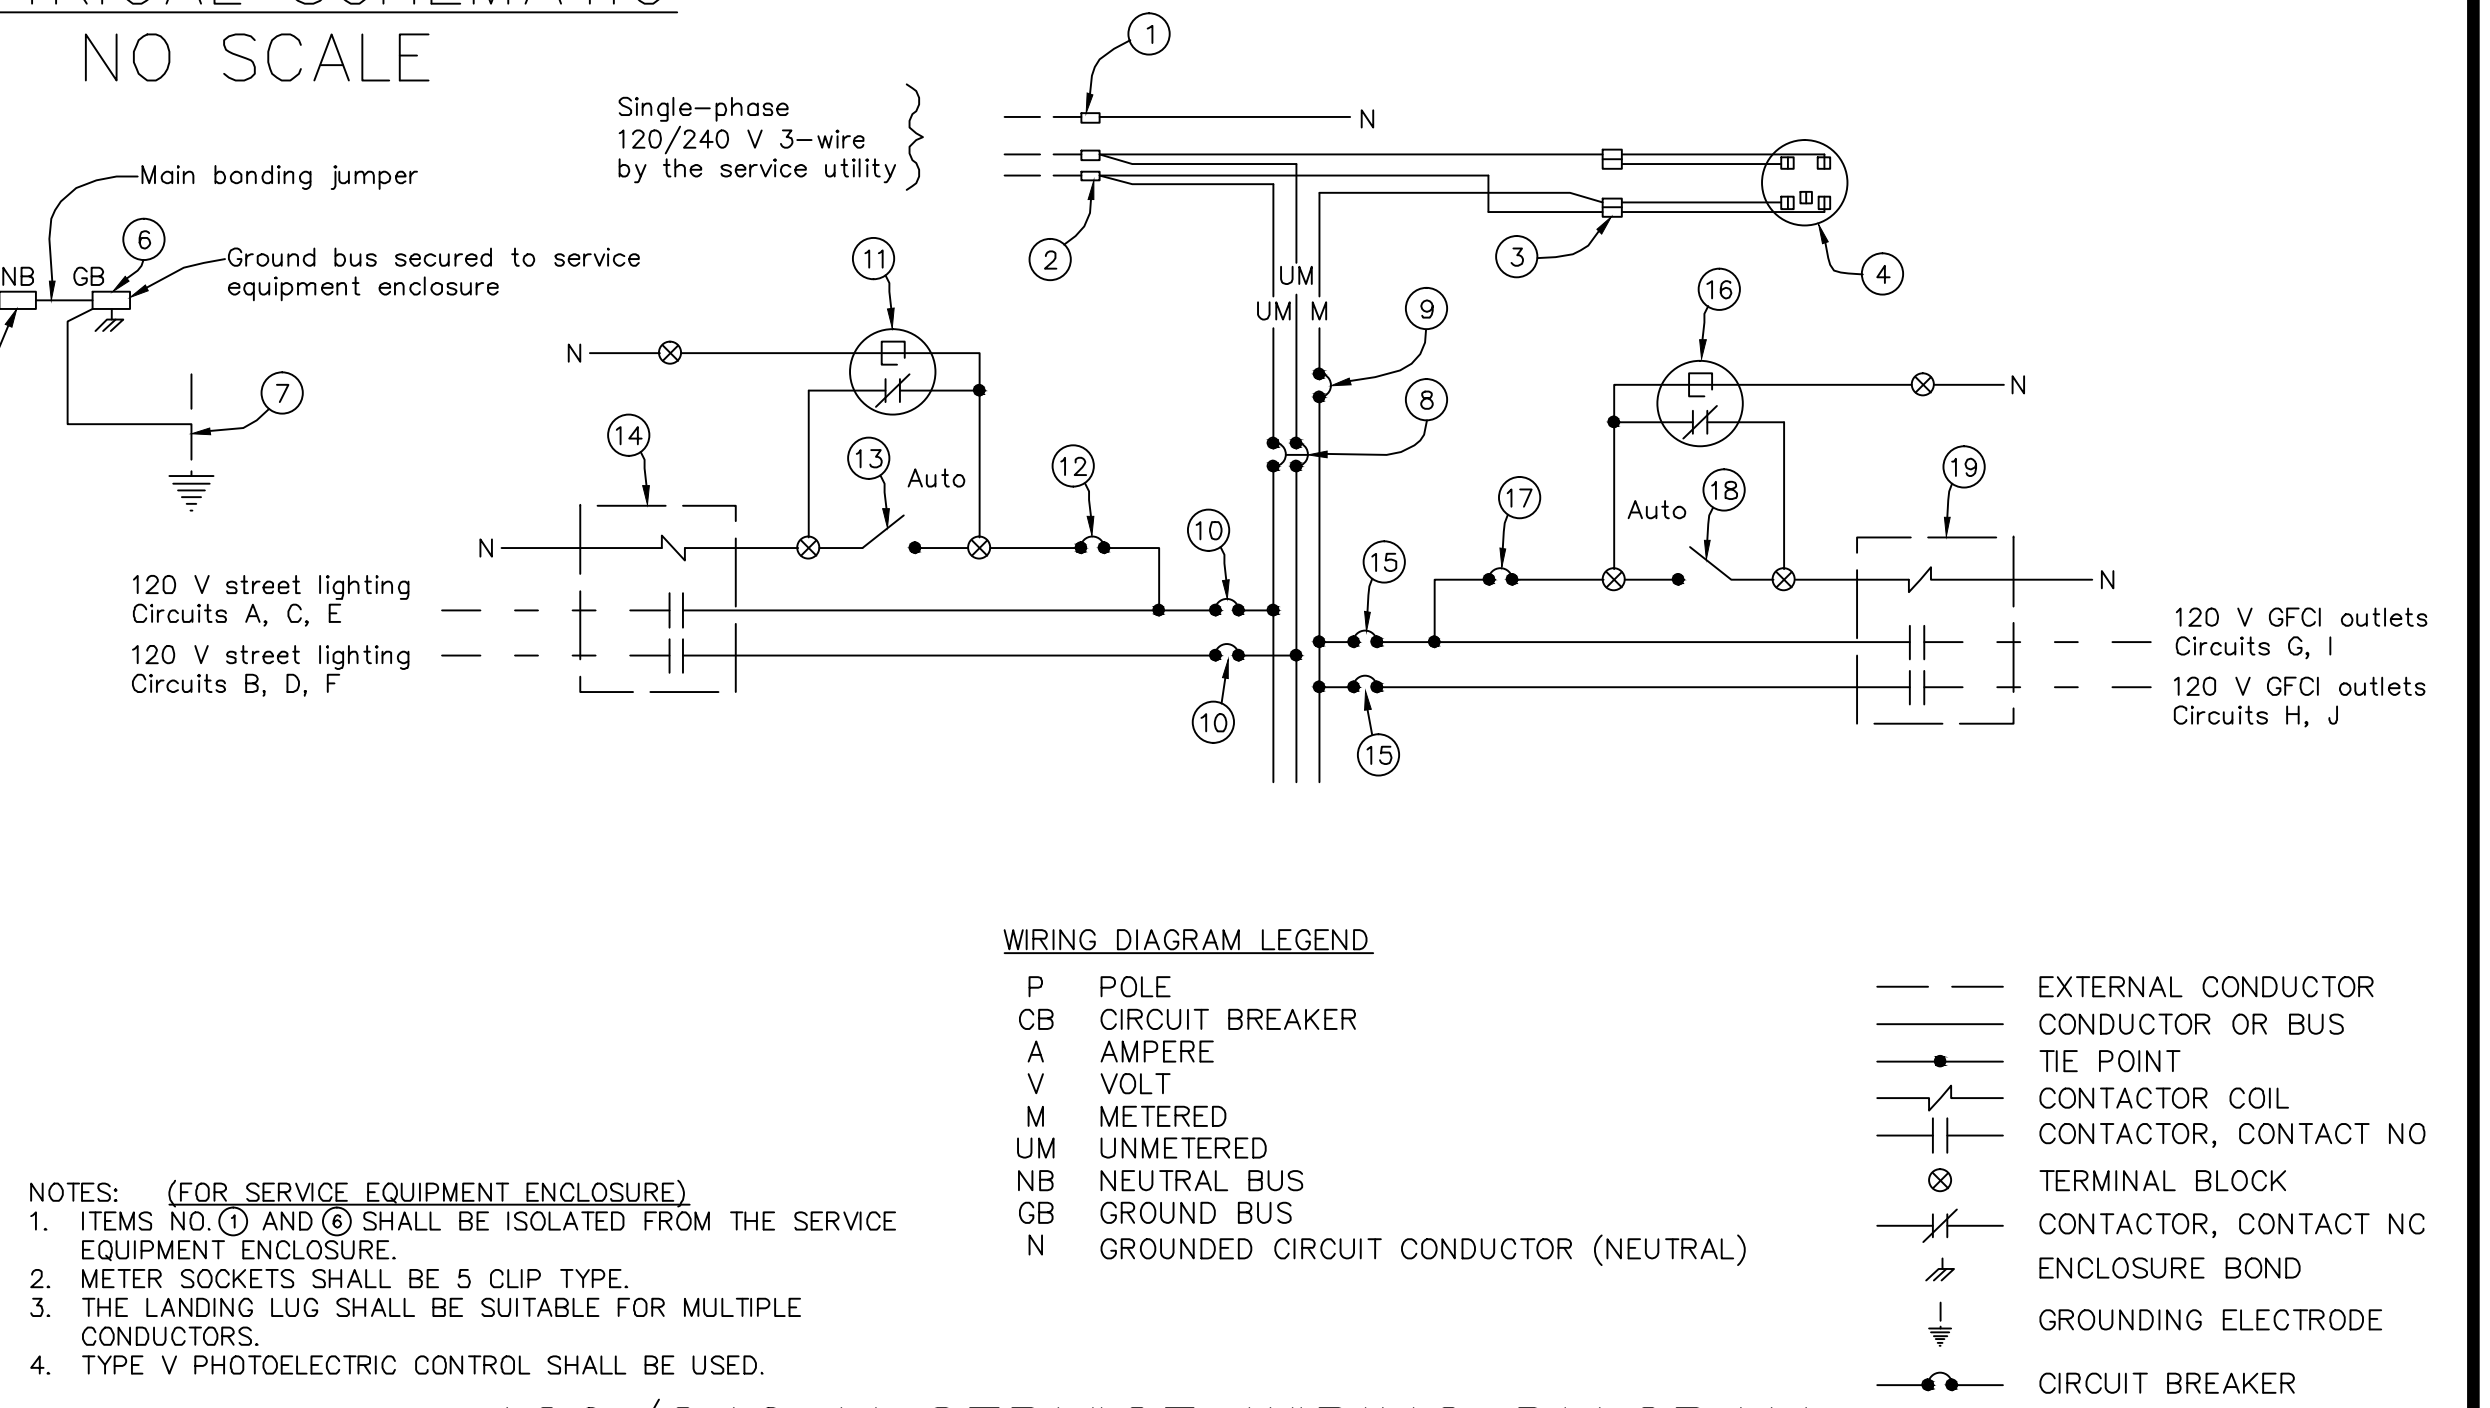 NO SCALE
1
Single-phase
120/240 V 3-wire
by the service utility
N
Main bonding jumper
6
Ground bus secured to service
equipment enclosure
NB
GB
7
2
3
4
UM
UM
M
11
N
9
8
16
N
14
13
Auto
12
10
N
17
Auto
18
19
15
N
120 V street lighting
Circuits A, C, E
120 V street lighting
Circuits B, D, F
10
15
120 V GFCI outlets
Circuits G, I
120 V GFCI outlets
Circuits H, J
WIRING DIAGRAM LEGEND
P POLE
CB CIRCUIT BREAKER
A AMPERE
V VOLT
M METERED
UM UNMETERED
NB NEUTRAL BUS
GB GROUND BUS
N GROUNDED CIRCUIT CONDUCTOR (NEUTRAL)
EXTERNAL CONDUCTOR
CONDUCTOR OR BUS
TIE POINT
CONTACTOR COIL
CONTACTOR, CONTACT NO
TERMINAL BLOCK
CONTACTOR, CONTACT NC
ENCLOSURE BOND
GROUNDING ELECTRODE
CIRCUIT BREAKER
NOTES: (FOR SERVICE EQUIPMENT ENCLOSURE)
1. ITEMS NO. 1 AND 6 SHALL BE ISOLATED FROM THE SERVICE
EQUIPMENT ENCLOSURE.
2. METER SOCKETS SHALL BE 5 CLIP TYPE.
3. THE LANDING LUG SHALL BE SUITABLE FOR MULTIPLE
CONDUCTORS.
4. TYPE V PHOTOELECTRIC CONTROL SHALL BE USED.